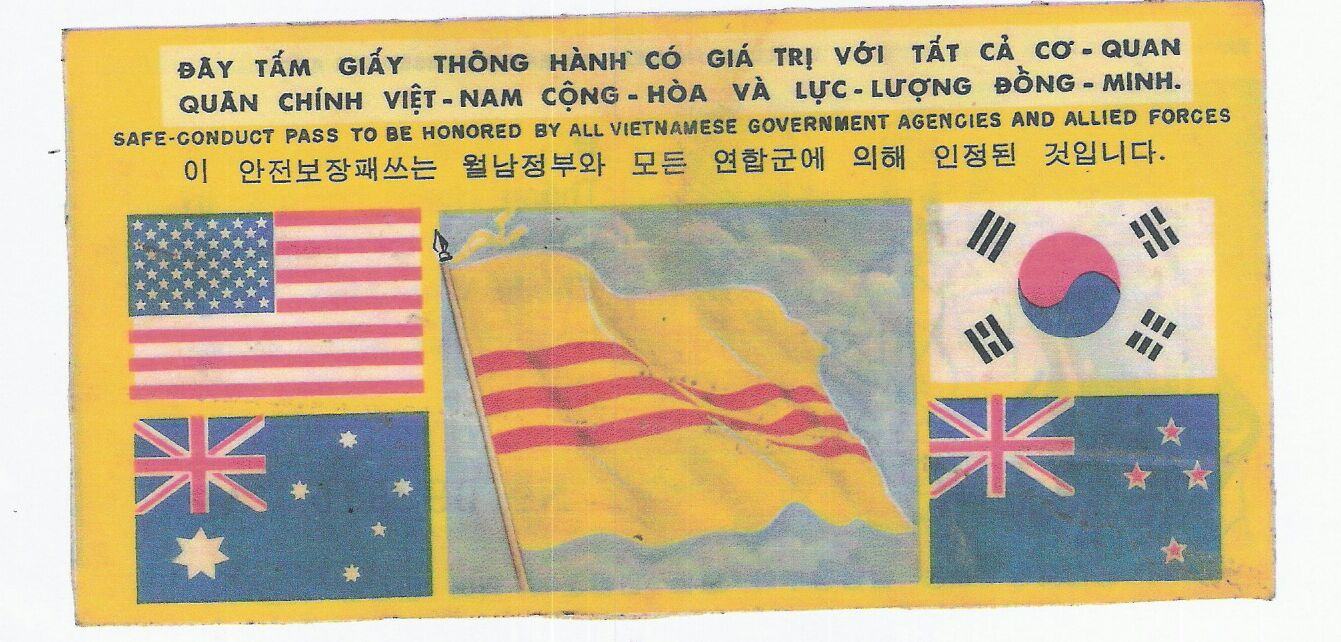 ĐÂY TẤM GIẤY THÔNG HÀNH CÓ GIÁ TRỊ VỚI TẤT CẢ CƠ - QUAN
QUÂN CHÍNH VIỆT - NAM CỘNG - HÒA VÀ LỰC - LƯỢNG ĐỒNG - MINH.
SAFE-CONDUCT PASS TO BE HONORED BY ALL VIETNAMESE GOVERNMENT AGENCIES AND ALLIED FORCES
이 안전보장패쓰는 월남정부와 모든 연합군에 의해 인정된 것입니다.